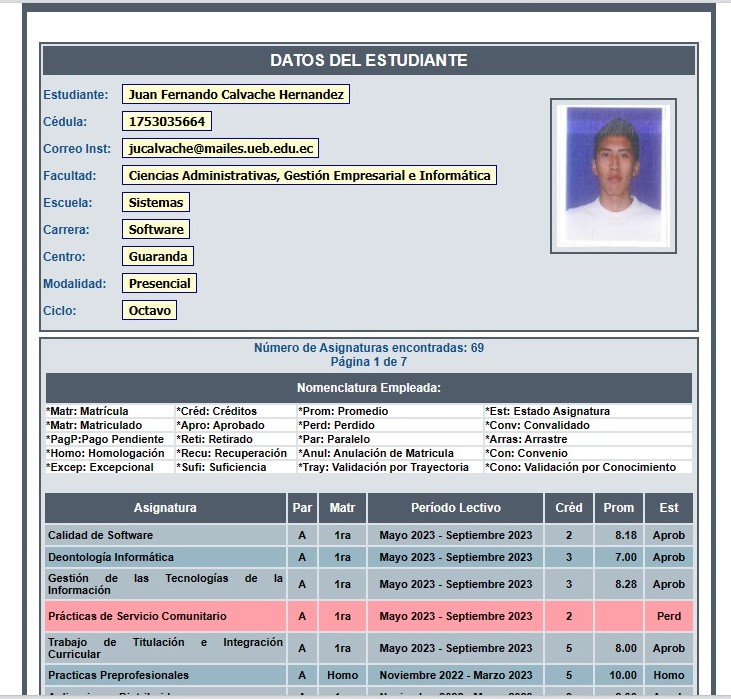 DATOS DEL ESTUDIANTE
Estudiante: Juan Fernando Calvache Hernandez
Cédula: 1753035664
Correo Inst: jucalvache@mailes.ueb.edu.ec
Facultad: Ciencias Administrativas, Gestión Empresarial e Informática
Escuela: Sistemas
Carrera: Software
Centro: Guaranda
Modalidad: Presencial
Ciclo: Octavo
Número de Asignaturas encontradas: 69
Página 1 de 7
Nomenclatura Empleada:
*Matr: Matrícula *Créd: Créditos *Prom: Promedio *Est: Estado Asignatura
*Matr: Matriculado *Apro: Aprobado *Perd: Perdido *Conv: Convalidado
*PagP:Pago Pendiente *Reti: Retirado *Par: Paralelo *Arras: Arrastre
*Homo: Homologación *Recu: Recuperación *Anul: Anulación de Matricula *Con: Convenio
*Excep: Excepcional *Sufi: Suficiencia *Tray: Validación por Trayectoria *Cono: Validación por Conocimiento
Asignatura Par Matr Período Lectivo Créd Prom Est
Calidad de Software A 1ra Mayo 2023 - Septiembre 2023 2 8.18 Aprob
Deontología Informática A 1ra Mayo 2023 - Septiembre 2023 3 7.00 Aprob
Gestión de las Tecnologías de la
Información A 1ra Mayo 2023 - Septiembre 2023 3 8.28 Aprob
Prácticas de Servicio Comunitario A 1ra Mayo 2023 - Septiembre 2023 2 Perd
Trabajo de Titulación e Integración
Curricular A 1ra Mayo 2023 - Septiembre 2023 5 8.00 Aprob
Practicas Preprofesionales A Homo Noviembre 2022 - Marzo 2023 5 10.00 Homo